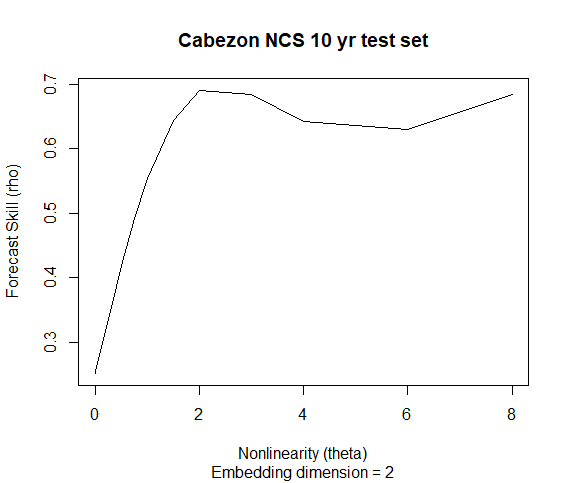 Cabezon NCS 10 yr test set
0.7
0.6
0.5
0.4
0.3
Forecast Skill (rho)
0 2 4 6 8
Nonlinearity (theta)
Embedding dimension = 2